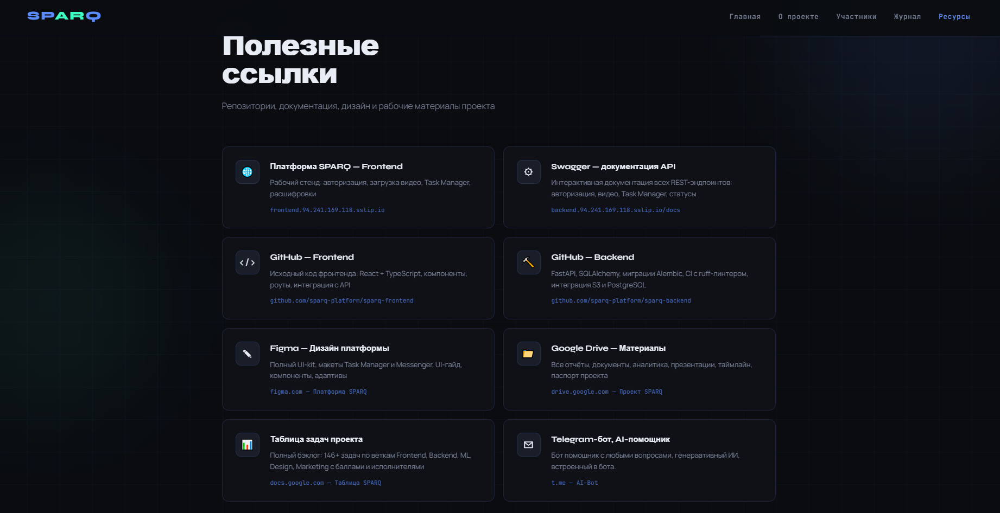 SPARQ
Главная
О проекте
Участники
Журнал
Ресурсы
Полезные
ссылки
Репозитории, документация, дизайн и рабочие материалы проекта
Платформа SPARQ — Frontend
Рабочий стенд: авторизация, загрузка видео, Task Manager,
расшифровки
frontend.94.241.169.118.sslip.io
Swagger — документация API
Интерактивная документация всех REST-эндпоинтов:
авторизация, видео, Task Manager, статусы
backend.94.241.169.118.sslip.io/docs
GitHub — Frontend
Исходный код фронтенда: React + TypeScript, компоненты,
роуты, интеграция с API
github.com/sparq-platform/sparq-frontend
GitHub — Backend
FastAPI, SQLAlchemy, миграции Alembic, CI с ruff-линтером,
интеграция S3 и PostgreSQL
github.com/sparq-platform/sparq-backend
Figma — Дизайн платформы
Полный UI-kit, макеты Task Manager и Messenger, UI-гайд,
компоненты, адаптивы
figma.com — Платформа SPARQ
Google Drive — Материалы
Все отчёты, документы, аналитика, презентации, таймлайн,
паспорт проекта
drive.google.com — Проект SPARQ
Таблица задач проекта
Полный бэклог: 146+ задач по веткам Frontend, Backend, ML,
Design, Marketing с баллами и исполнителями
docs.google.com — Таблица SPARQ
Telegram-бот, AI-помощник
Бот помощник с любыми вопросами, генераативный ИИ,
встроенный в бота.
t.me — AI-Bot